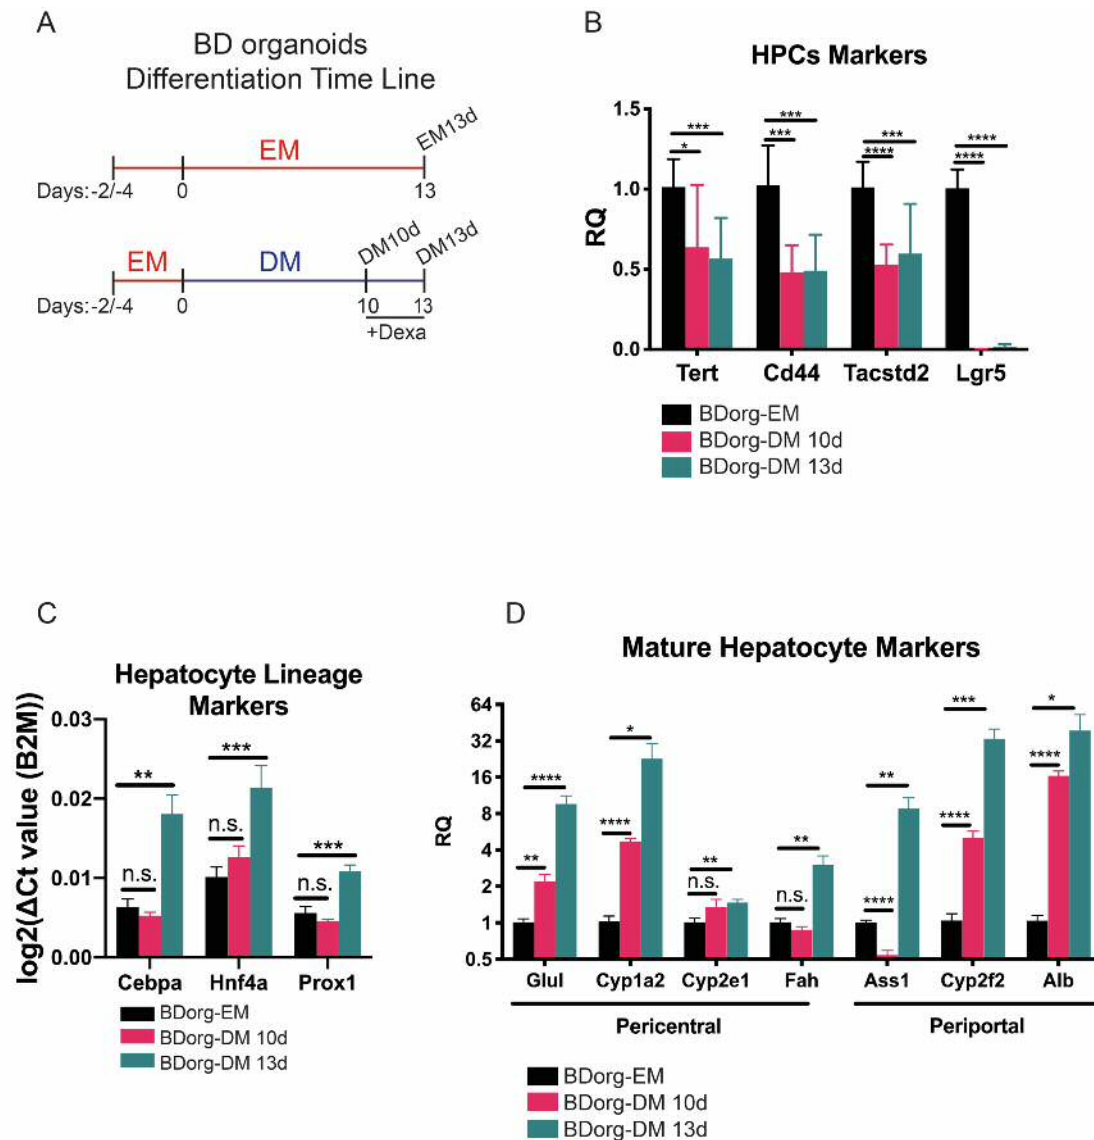 A
BD organoids
Differentiation Time Line
EM
EM13d
Days:-2/-4
0
13
EM
DM
DM10d
DM13d
Days:-2/-4
0
10
13
+Dexa
B
HPCs Markers
RQ
1.5
1.0
0.5
0.0
***
*
***
***
***
****
****
****
Tert
Cd44
Tacstd2
Lgr5
BDorg-EM
BDorg-DM 10d
BDorg-DM 13d
C
Hepatocyte Lineage
Markers
log2(ΔCt value (B2M))
0.03
0.02
0.01
0.00
**
n.s.
***
n.s.
***
n.s.
Cebpa
Hnf4a
Prox1
BDorg-EM
BDorg-DM 10d
BDorg-DM 13d
D
Mature Hepatocyte Markers
RQ
64
32
16
8
4
2
1
0.5
****
**
*
****
**
n.s.
**
n.s.
**
****
***
****
*
****
Glul
Cyp1a2
Cyp2e1
Fah
Ass1
Cyp2f2
Alb
Pericentral
Periportal
BDorg-EM
BDorg-DM 10d
BDorg-DM 13d